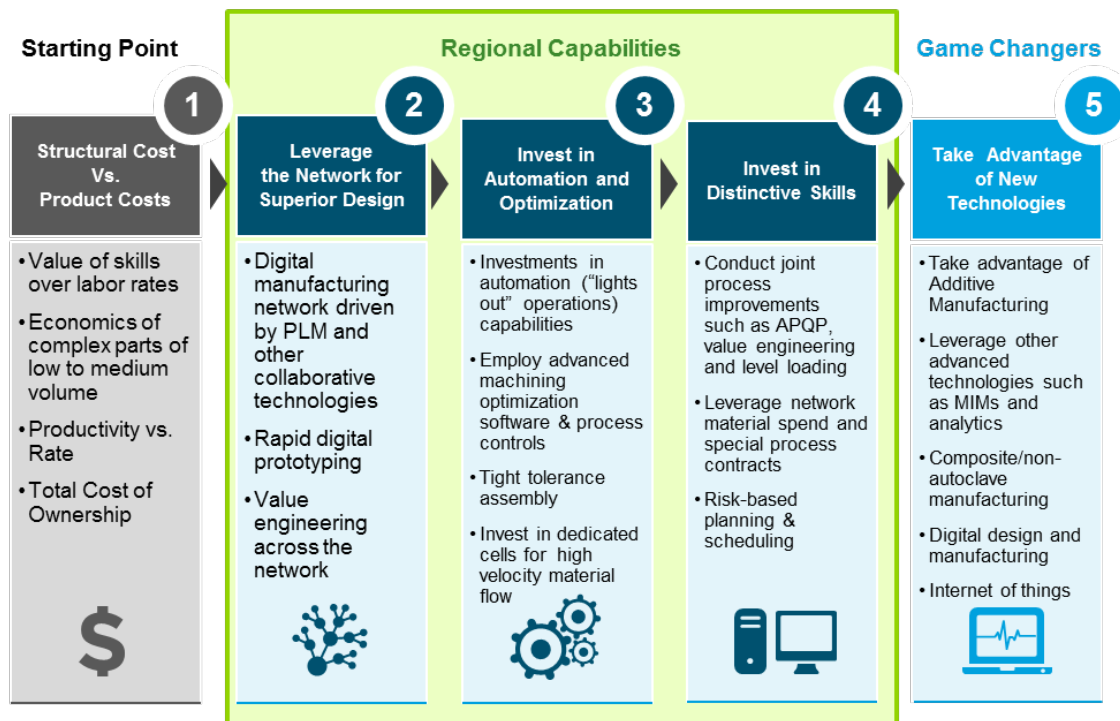 Starting Point
Regional Capabilities
Game Changers
1
Structural Cost
Vs.
Product Costs
• Value of skills
over labor rates
• Economics of
complex parts of
low to medium
volume
• Productivity vs.
Rate
• Total Cost of
Ownership
$
2
Leverage
the Network for
Superior Design
• Digital
manufacturing
network driven
by PLM and
other
collaborative
technologies
• Rapid digital
prototyping
• Value
engineering
across the
network
3
Invest in
Automation and
Optimization
• Investments in
automation (“lights
out” operations)
capabilities
• Employ advanced
machining
optimization
software & process
controls
• Tight tolerance
assembly
• Invest in dedicated
cells for high
velocity material
flow
4
Invest in
Distinctive Skills
• Conduct joint
process
improvements
such as APQP,
value engineering
and level loading
• Leverage network
material spend and
special process
contracts
• Risk-based
planning &
scheduling
5
Take Advantage
of New
Technologies
• Take advantage of
Additive
Manufacturing
• Leverage other
advanced
technologies such
as MIMs and
analytics
• Composite/non-
autoclave
manufacturing
• Digital design and
manufacturing
• Internet of things